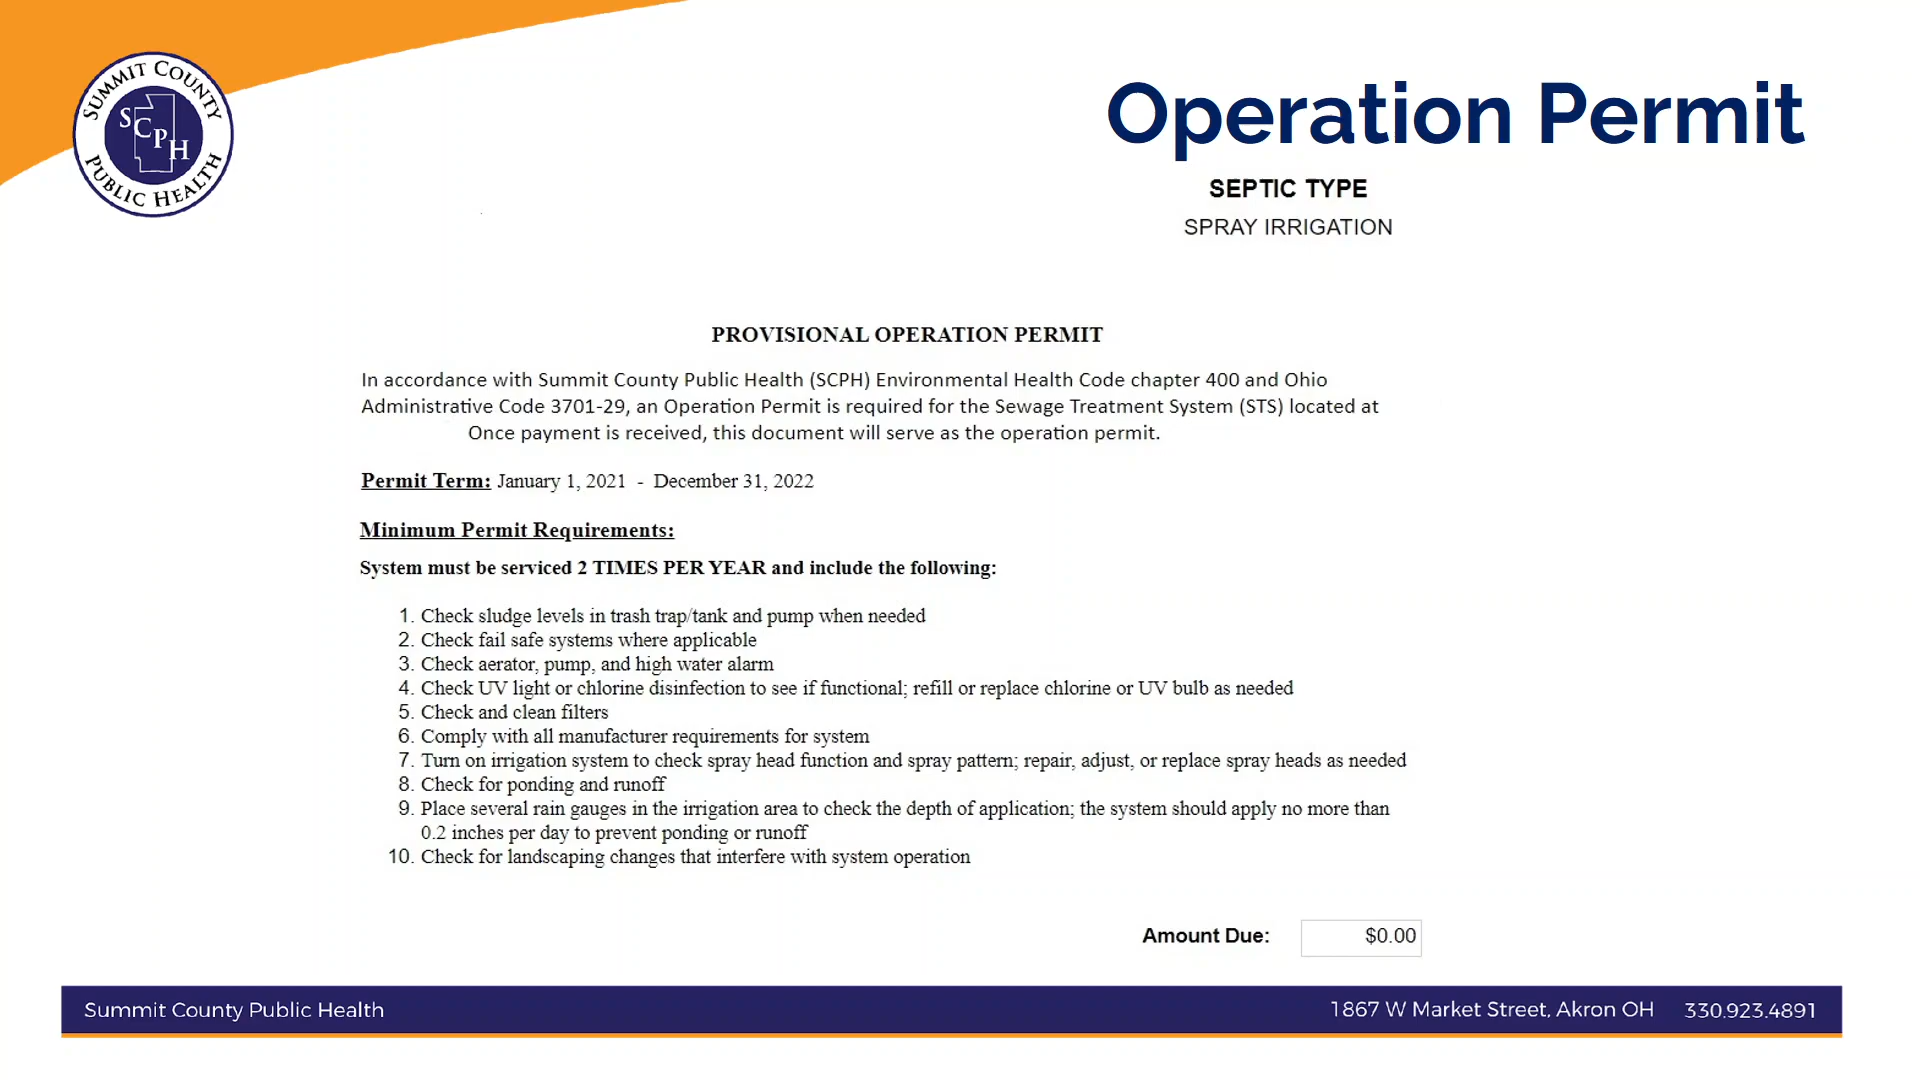 SUMMIT COUNTY
SCPH
PUBLIC HEALTH
Operation Permit
SEPTIC TYPE
SPRAY IRRIGATION
PROVISIONAL OPERATION PERMIT
In accordance with Summit County Public Health (SCPH) Environmental Health Code chapter 400 and Ohio
Administrative Code 3701-29, an Operation Permit is required for the Sewage Treatment System (STS) located at
Once payment is received, this document will serve as the operation permit.
Permit Term: January 1, 2021 - December 31, 2022
Minimum Permit Requirements:
System must be serviced 2 TIMES PER YEAR and include the following:
1. Check sludge levels in trash trap/tank and pump when needed
2. Check fail safe systems where applicable
3. Check aerator, pump, and high water alarm
4. Check UV light or chlorine disinfection to see if functional; refill or replace chlorine or UV bulb as needed
5. Check and clean filters
6. Comply with all manufacturer requirements for system
7. Turn on irrigation system to check spray head function and spray pattern; repair, adjust, or replace spray heads as needed
8. Check for ponding and runoff
9. Place several rain gauges in the irrigation area to check the depth of application; the system should apply no more than
0.2 inches per day to prevent ponding or runoff
10. Check for landscaping changes that interfere with system operation
Amount Due: $0.00
Summit County Public Health 1867 W Market Street, Akron OH 330.923.4891